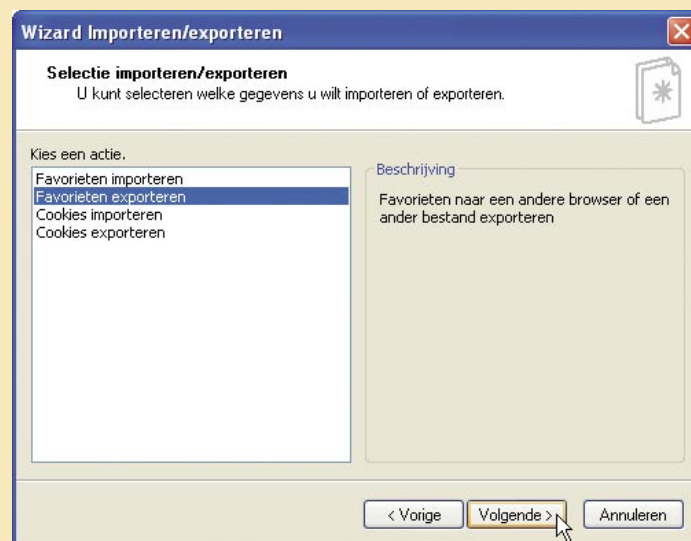 Wizard Importeren/exporteren
Selectie importeren/exporteren
U kunt selecteren welke gegevens u wilt importeren of exporteren.
Kies een actie.
Favorieten importeren
Favorieten exporteren
Cookies importeren
Cookies exporteren
Beschrijving
Favorieten naar een andere browser of een
ander bestand exporteren
< Vorige
Volgende >
Annuleren